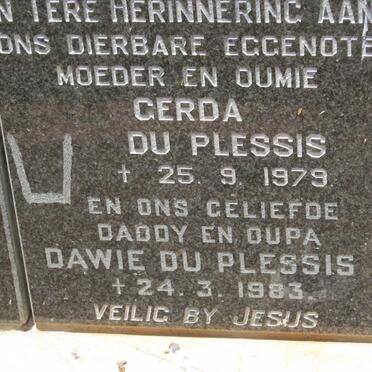 TERE HERINNERING AAN
ONS DIERBARE EGGENOTE
MOEDER EN OUMIE
GERDA
DU PLESSIS
† 25. 9. 1979.
EN ONS GELIEFDE
DADDY EN OUPA
DAWIE DU PLESSIS
† 24. 3. 1983.
VEILIG BY JESUS